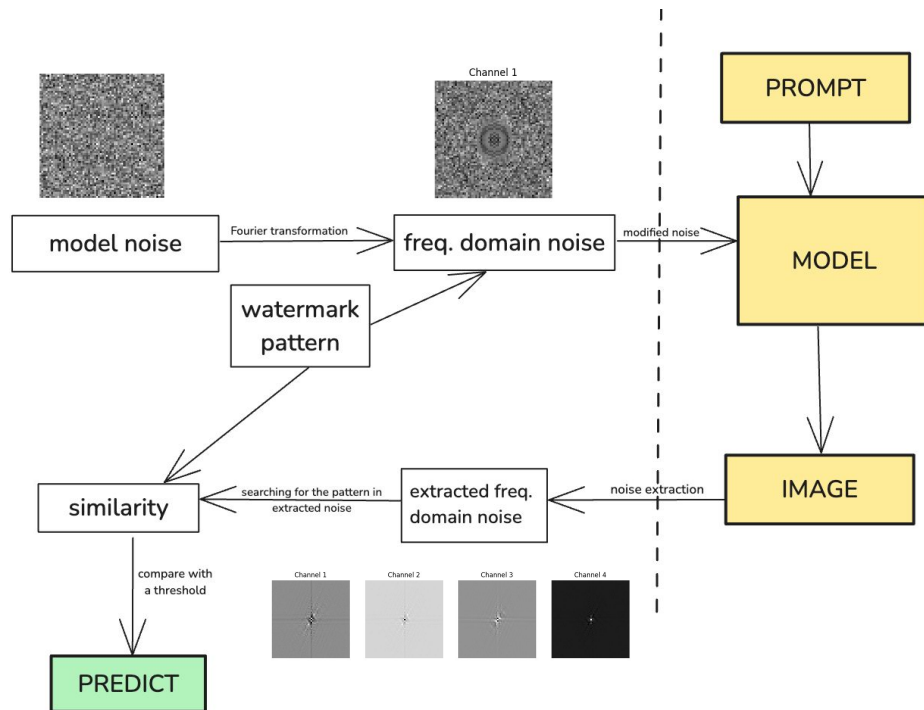 Channel 1
PROMPT
model noise
Fourier transformation
freq. domain noise
modified noise
MODEL
watermark
pattern
similarity
searching for the pattern in
extracted noise
extracted freq.
domain noise
noise extraction
IMAGE
compare with
a threshold
Channel 1
Channel 2
Channel 3
Channel 4
PREDICT